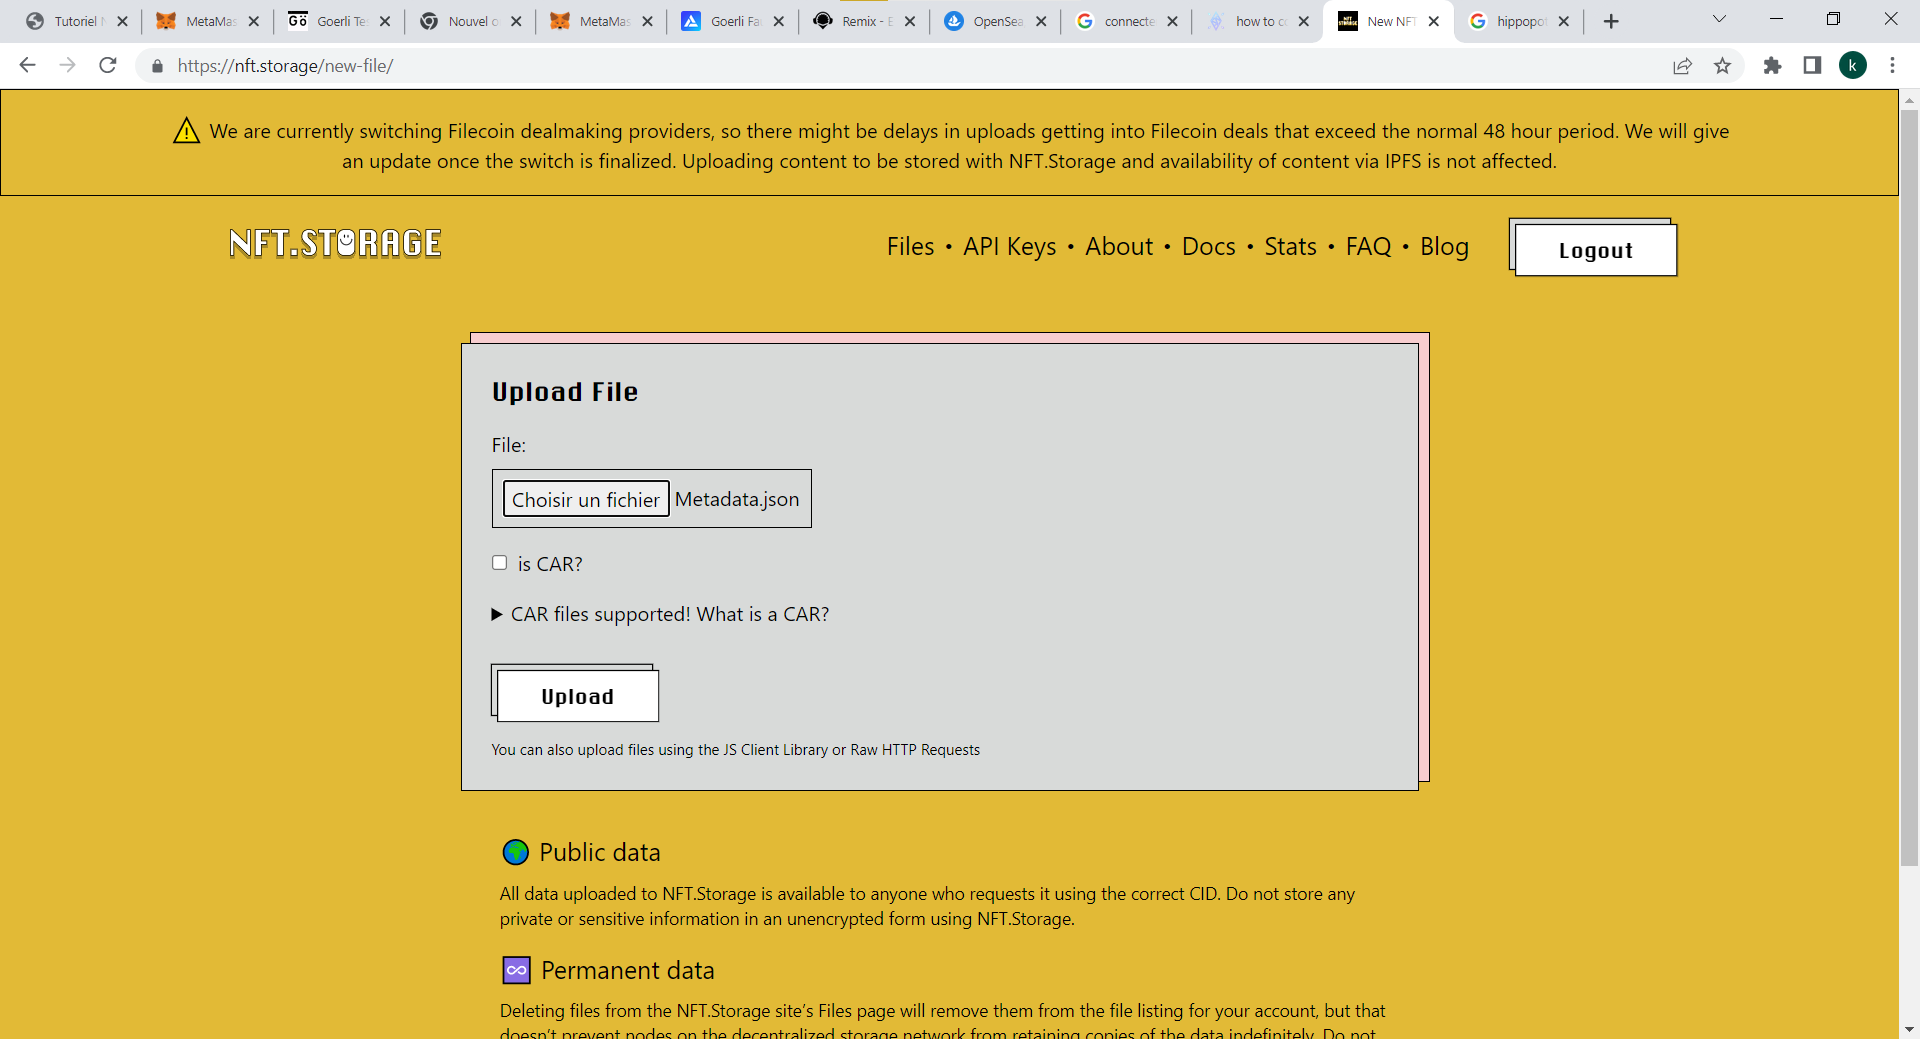 Tutoriel N
MetaMas
Goerli Tes
Nouvel o
MetaMas
Goerli Fau
Remix - E
OpenSea
connecte
how to co
New NFT
hippopot
https://nft.storage/new-file/
k
We are currently switching Filecoin dealmaking providers, so there might be delays in uploads getting into Filecoin deals that exceed the normal 48 hour period. We will give
an update once the switch is finalized. Uploading content to be stored with NFT.Storage and availability of content via IPFS is not affected.
NFT.STORAGE
Files • API Keys • About • Docs • Stats • FAQ • Blog
Logout
Upload File
File:
Choisir un fichier Metadata.json
is CAR?
CAR files supported! What is a CAR?
Upload
You can also upload files using the JS Client Library or Raw HTTP Requests
Public data
All data uploaded to NFT.Storage is available to anyone who requests it using the correct CID. Do not store any
private or sensitive information in an unencrypted form using NFT.Storage.
Permanent data
Deleting files from the NFT.Storage site's Files page will remove them from the file listing for your account, but that
doesn't prevent nodes on the decentralized storage network from retaining copies of the data indefinitely. Do not